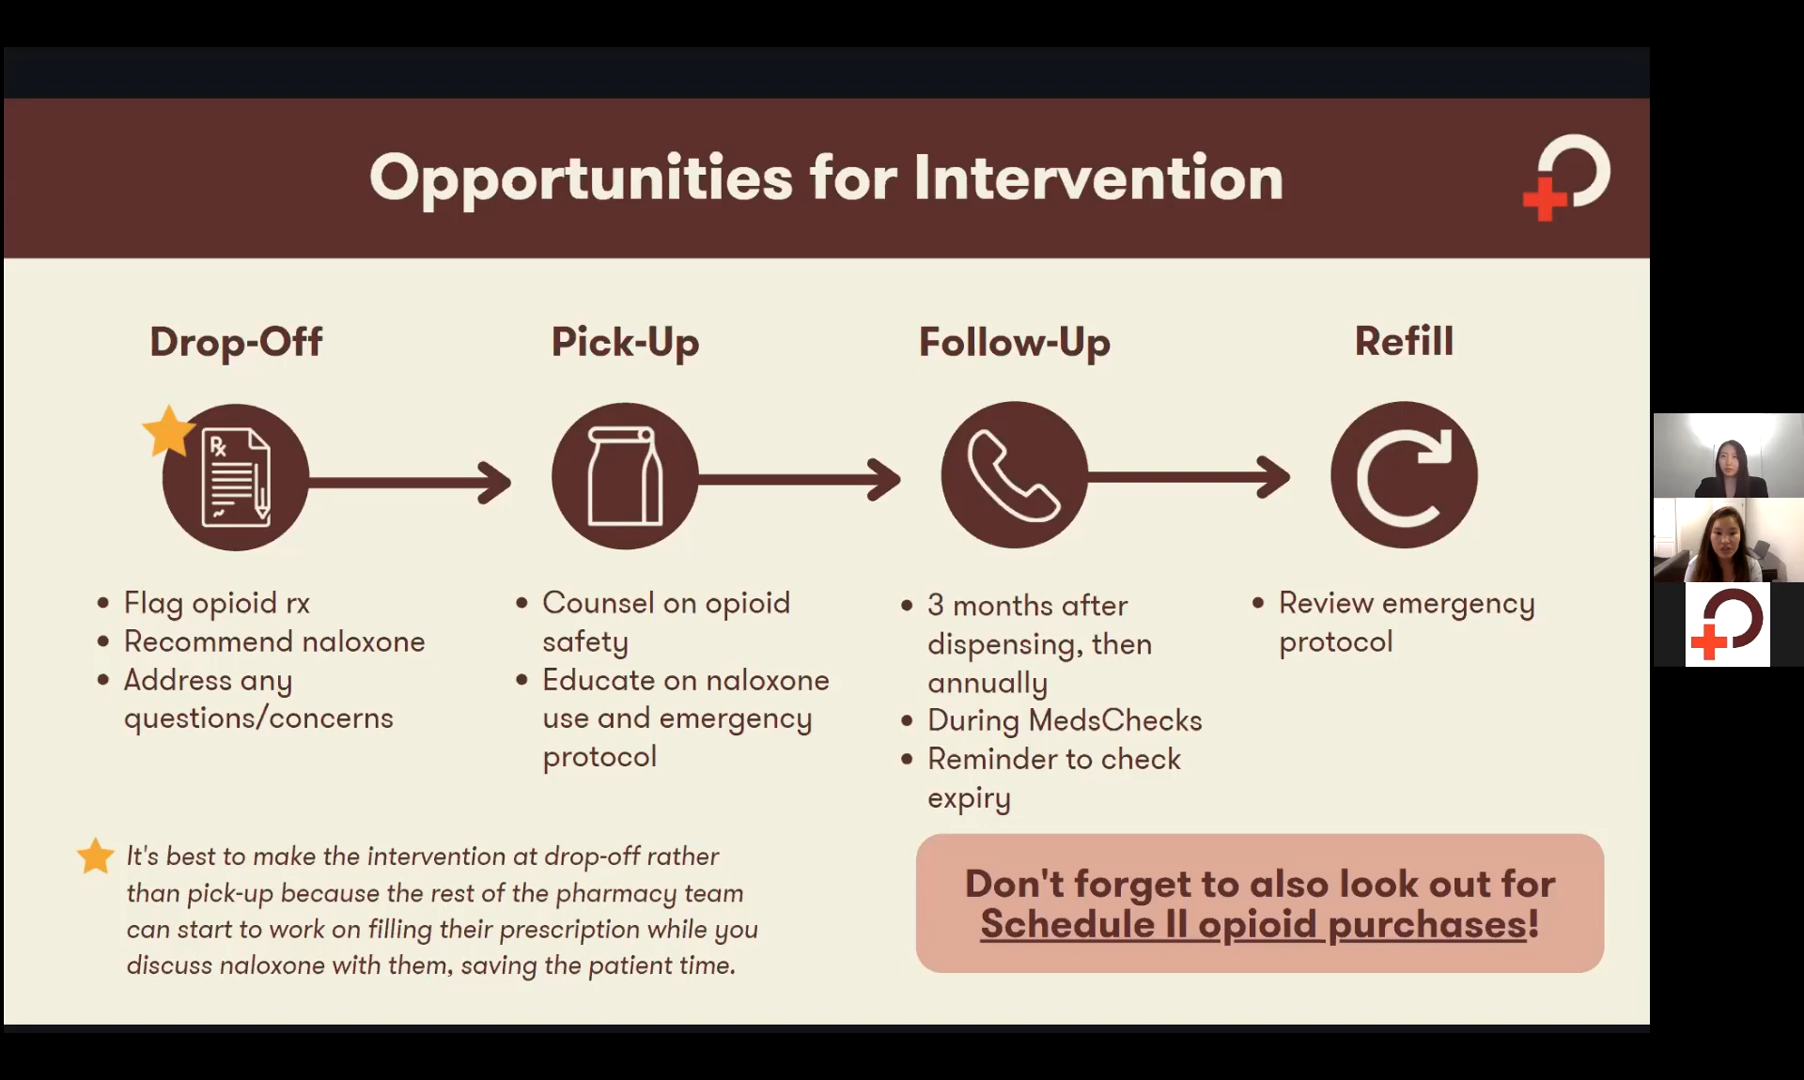 Opportunities for Intervention
Drop-Off
Pick-Up
Follow-Up
Refill
Rx
• Flag opioid rx
• Recommend naloxone
• Address any
questions/concerns
• Counsel on opioid
safety
• Educate on naloxone
use and emergency
protocol
• 3 months after
dispensing, then
annually
• During MedsChecks
• Reminder to check
expiry
• Review emergency
protocol
It's best to make the intervention at drop-off rather
than pick-up because the rest of the pharmacy team
can start to work on filling their prescription while you
discuss naloxone with them, saving the patient time.
Don't forget to also look out for
Schedule II opioid purchases!